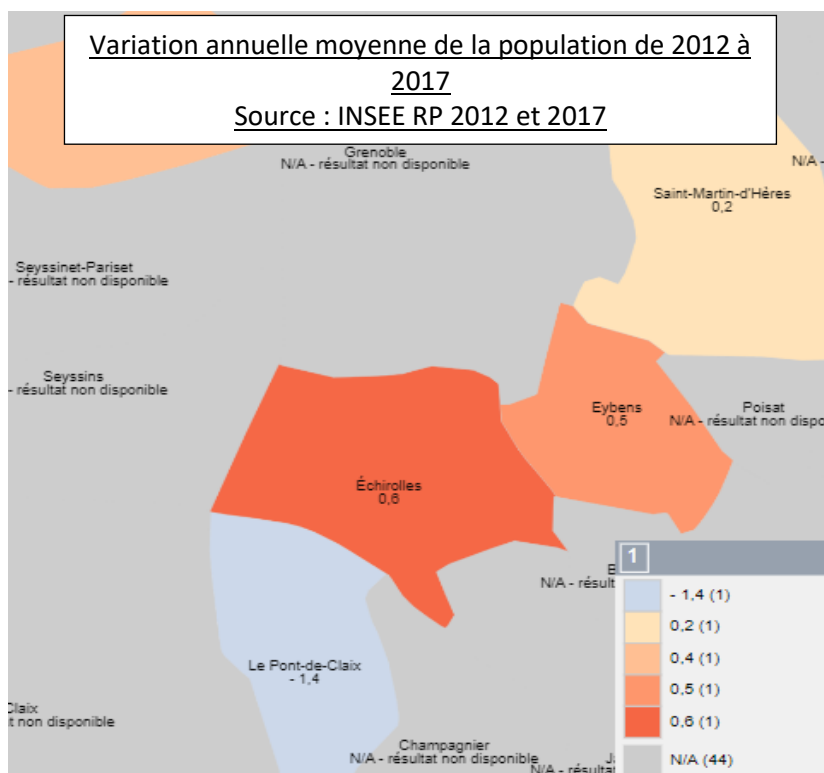 Variation annuelle moyenne de la population de 2012 à
2017
Source : INSEE RP 2012 et 2017
Grenoble
N/A - résultat non disponible
N/A -
Saint-Martin-d'Hères
0,2
Seyssinet-Pariset
- résultat non disponible
Seyssins
- résultat non disponible
Eybens
0,5
Poisat
N/A - résultat non dispo
Échirolles
0,6
B
N/A - résult
Le Pont-de-Claix
- 1,4
Claix
t non disponible
Champagnier
N/A - résultat non disponible
J
N/A - résulta
1
- 1,4 (1)
0,2 (1)
0,4 (1)
0,5 (1)
0,6 (1)
N/A (44)